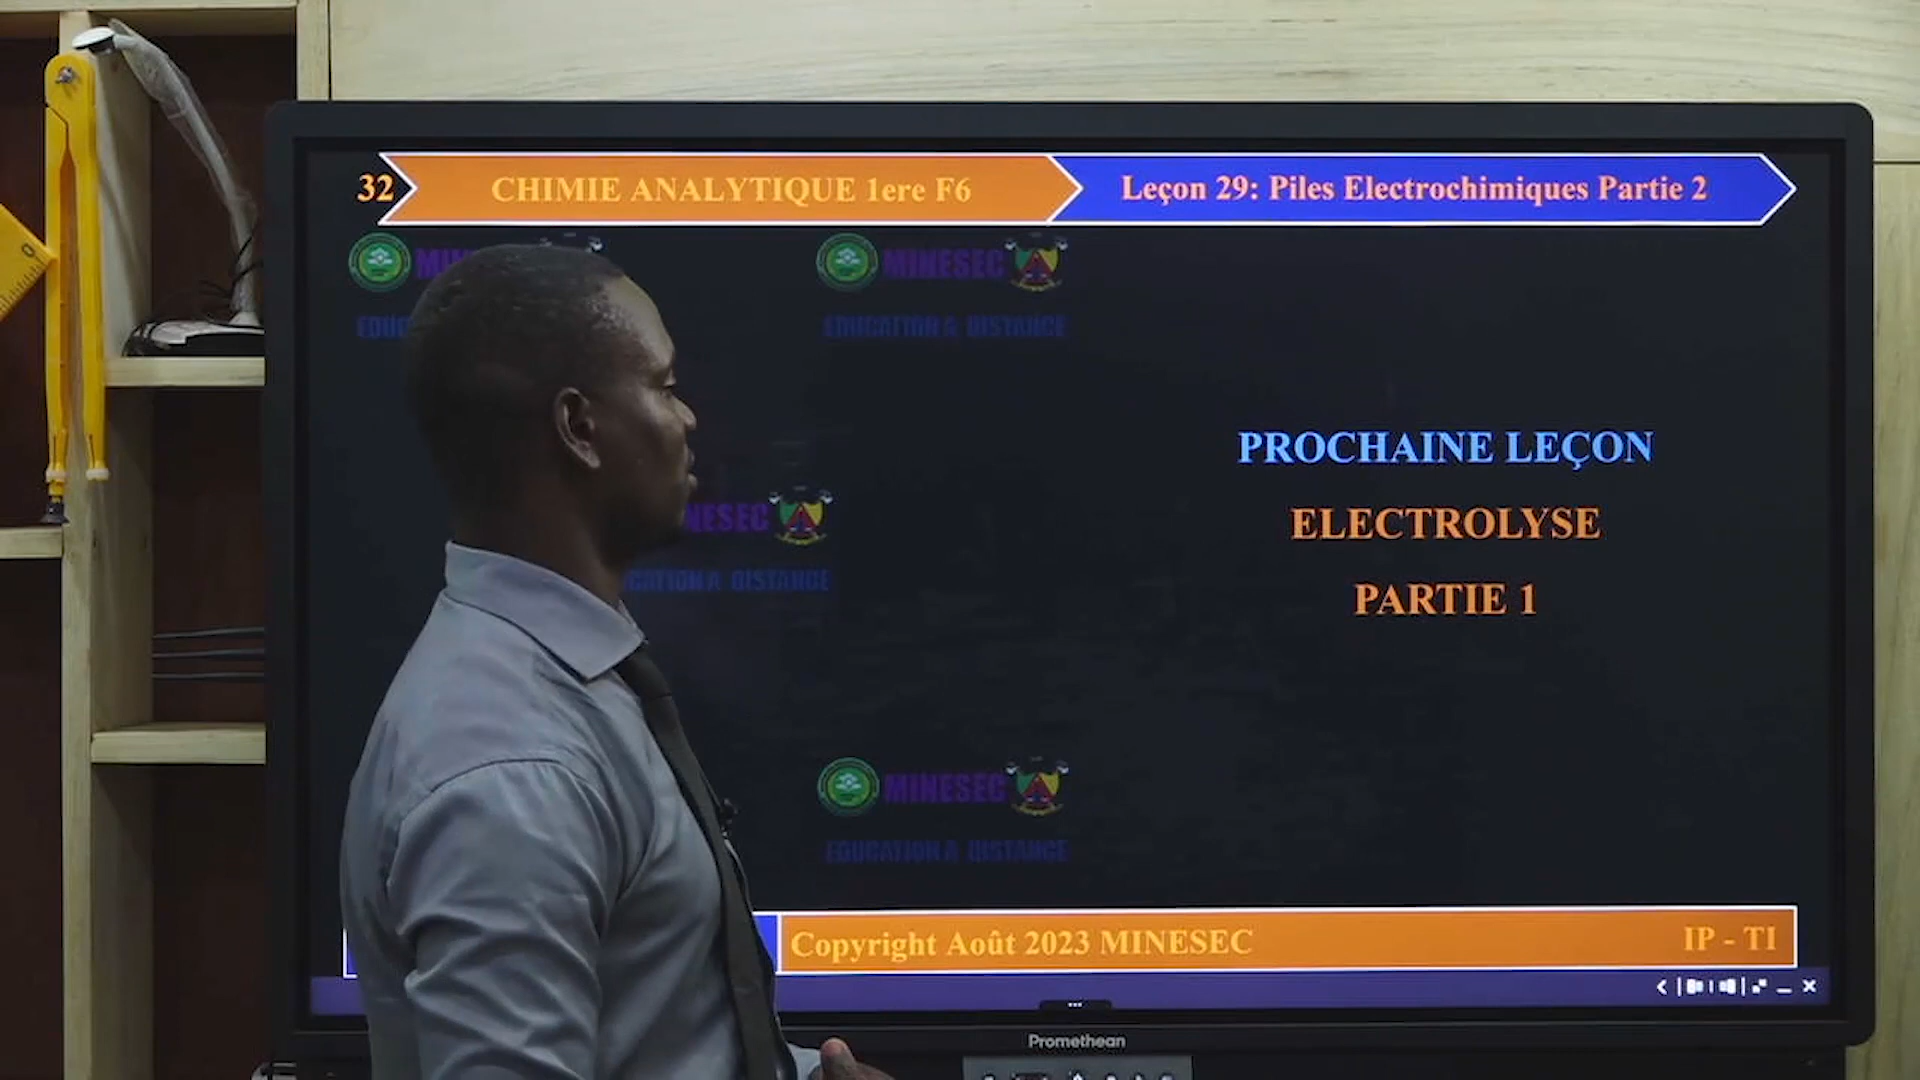 32
CHIMIE ANALYTIQUE 1ere F6
Leçon 29: Piles Electrochimiques Partie 2
MINESEC
EDUCATION A DISTANCE
PROCHAINE LEÇON
ELECTROLYSE
PARTIE 1
MINESEC
EDUCATION A DISTANCE
Copyright Août 2023 MINESEC
IP - TI
Promethean
0